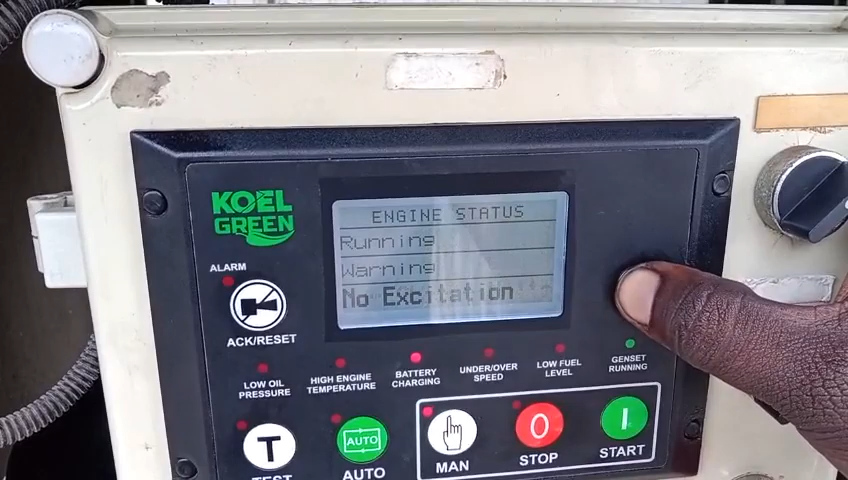 KOEL
GREEN
ENGINE STATUS
Running
Warning
No Excitation
ALARM
ACK/RESET
LOW OIL
PRESSURE
HIGH ENGINE
TEMPERATURE
BATTERY
CHARGING
UNDER/OVER
SPEED
LOW FUEL
LEVEL
GENSET
RUNNING
T
TEST
AUTO
AUTO
MAN
0
STOP
I
START